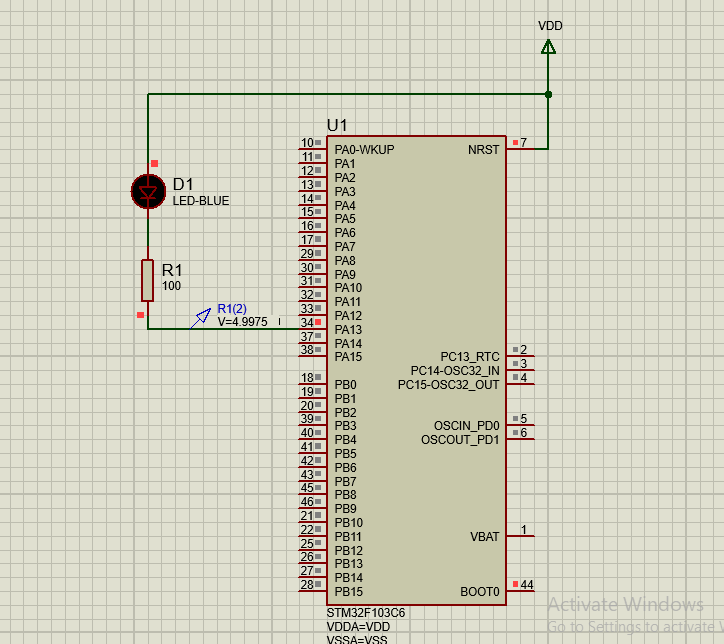 VDD
U1
10 PA0-WKUP NRST 7
11 PA1
12 PA2
13 PA3
14 PA4
15 PA5
16 PA6
17 PA7
29 PA8
30 PA9
31 PA10
32 PA11
33 PA12
34 PA13
37 PA14
38 PA15
D1
LED-BLUE
R1
100
R1(2)
V=4.9975
PC13_RTC 2
PC14-OSC32_IN 3
PC15-OSC32_OUT 4
18 PB0
19 PB1
20 PB2
39 PB3
40 PB4
41 PB5
42 PB6
43 PB7
45 PB8
46 PB9
21 PB10
22 PB11
25 PB12
26 PB13
27 PB14
28 PB15
OSCIN_PD0 5
OSCOUT_PD1 6
VBAT 1
BOOT0 44
STM32F103C6
VDDA=VDD
VSSA=VSS
Activate Windows
Go to Settings to activate